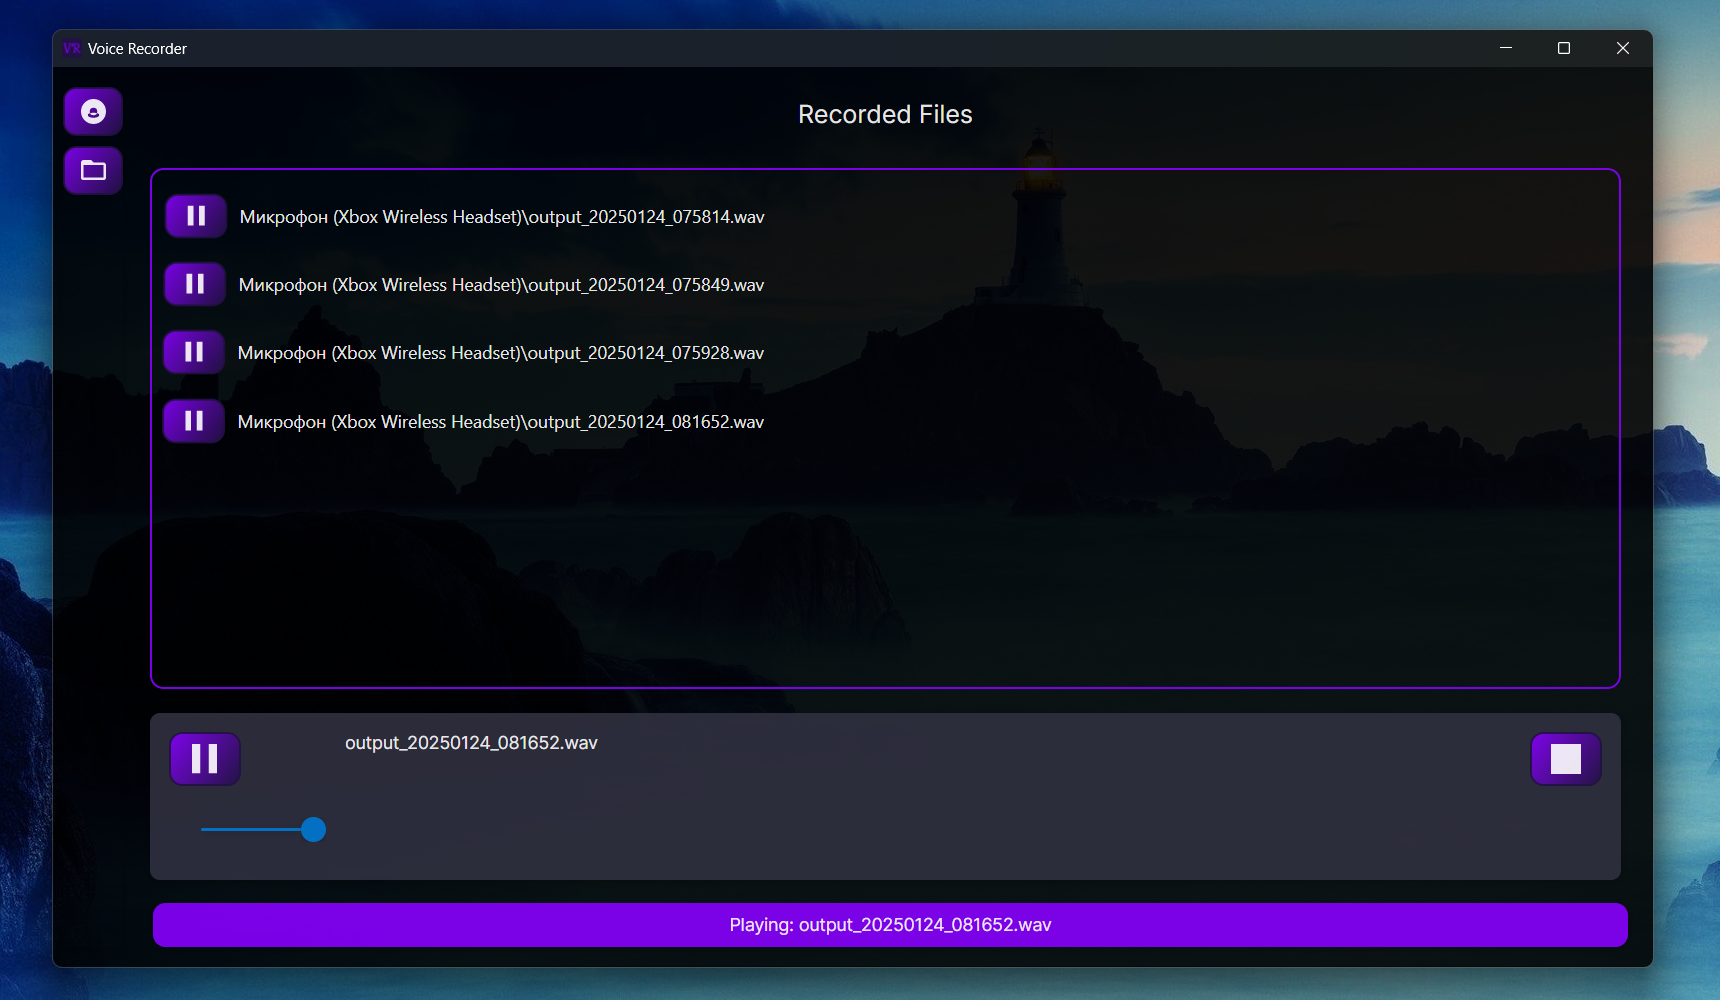 VR Voice Recorder
Recorded Files
Микрофон (Xbox Wireless Headset)\output_20250124_075814.wav
Микрофон (Xbox Wireless Headset)\output_20250124_075849.wav
Микрофон (Xbox Wireless Headset)\output_20250124_075928.wav
Микрофон (Xbox Wireless Headset)\output_20250124_081652.wav
output_20250124_081652.wav
Playing: output_20250124_081652.wav